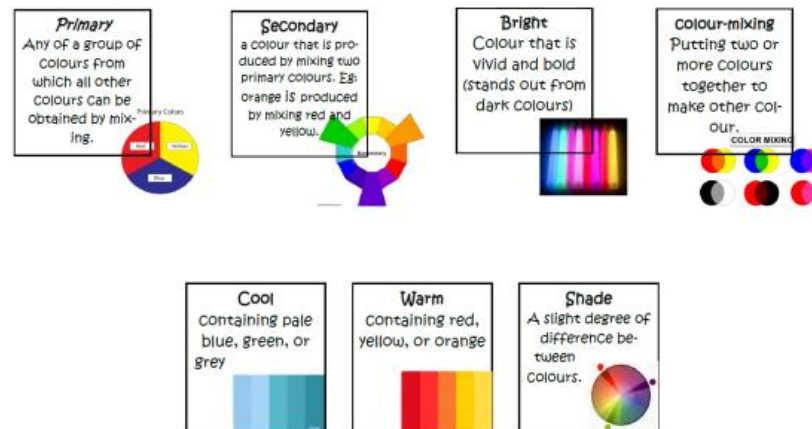 Primary
Any of a group of
colours from
which all other
colours can be
obtained by mix-
ing.
Primary Colors
Red
Yellow
Blue
Secondary
a colour that is pro-
duced by mixing two
primary colours. Eg:
orange is produced
by mixing red and
yellow.
Secondary
Bright
Colour that is
vivid and bold
(stands out from
dark colours)
colour-mixing
Putting two or
more colours
together to
make other col-
our.
COLOR MIXING
Cool
Containing pale
blue, green, or
grey
Warm
Containing red,
yellow, or orange
Shade
A slight degree of
difference be-
tween
colours.